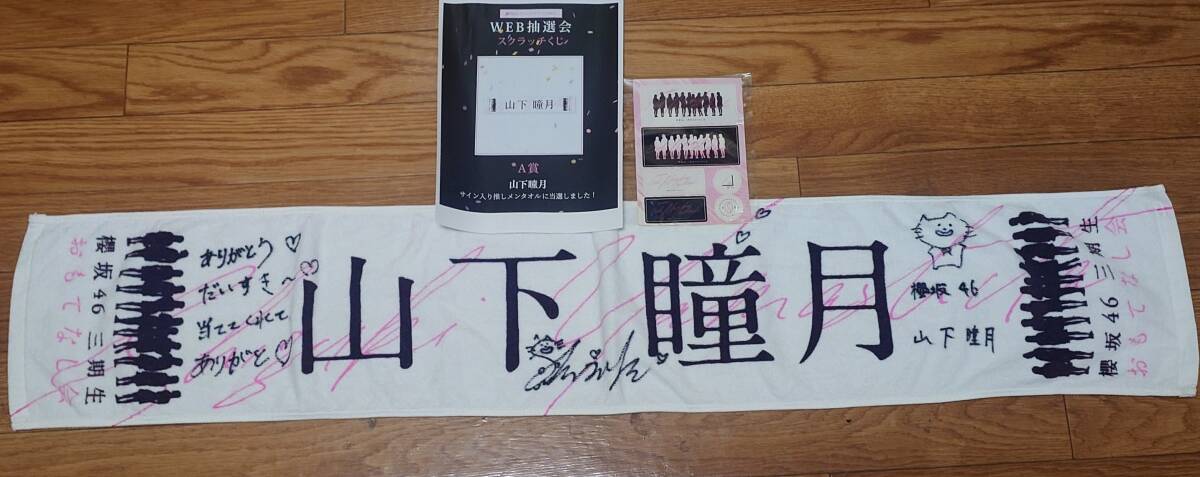 WEB抽選会
スクラッチくじ
山下 瞳月
A賞
山下瞳月
サイン入り推しメンタオルに当選しました!
櫻坂46 三期生
おもてなし会
ありがとう
だいすき〜
当ててくれて
ありがと
山下瞳月
櫻坂46
山下瞳月
櫻坂46 三期生
おもてなし会